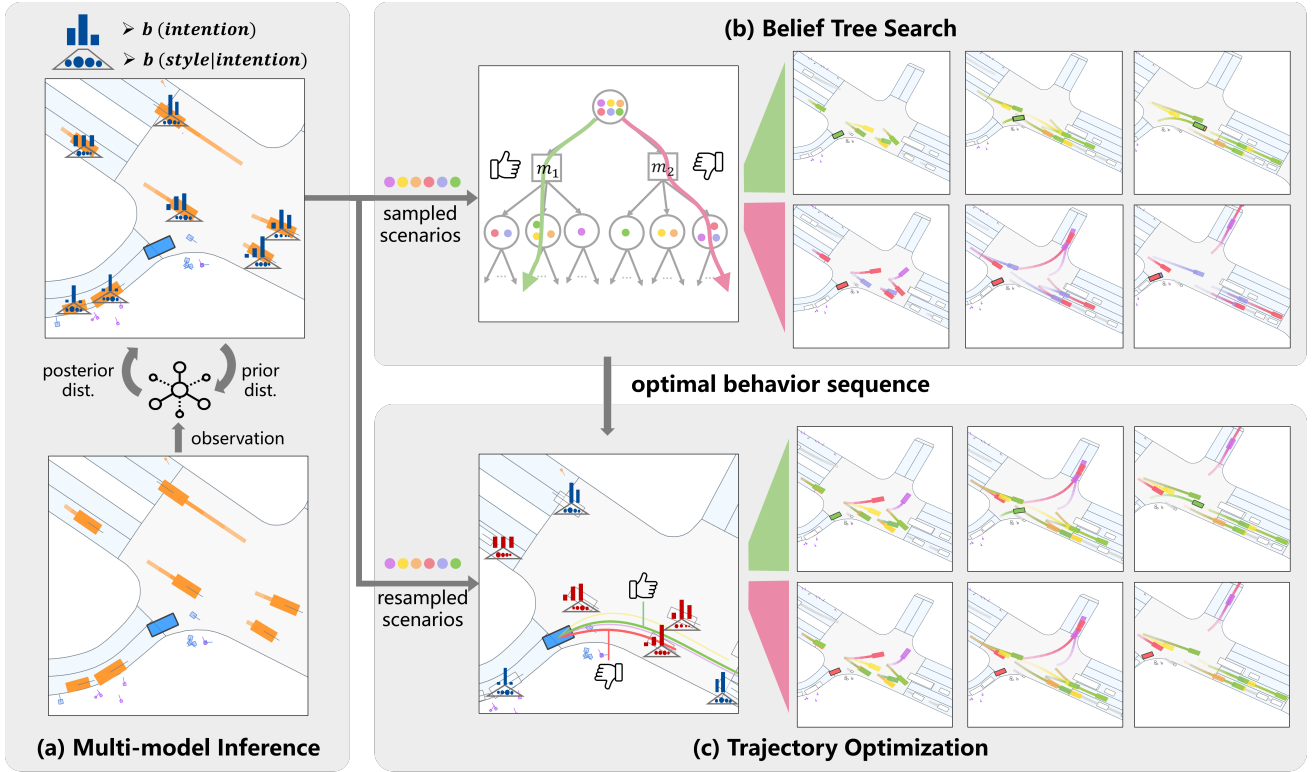 ➢ b (intention)
➢ b (style|intention)
posterior
dist.
prior
dist.
observation
(a) Multi-model Inference
(b) Belief Tree Search
sampled
scenarios
m₁
m₂
...
...
...
...
optimal behavior sequence
resampled
scenarios
(c) Trajectory Optimization